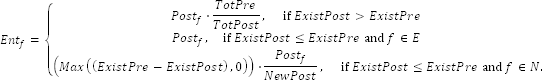 Ent_f = { Post_f · TotPre / TotPost, if ExistPost > ExistPre
Post_f, if ExistPost ≤ ExistPre and f ∈ E
(Max((ExistPre − ExistPost), 0)) · Post_f / NewPost, if ExistPost ≤ ExistPre and f ∈ N.